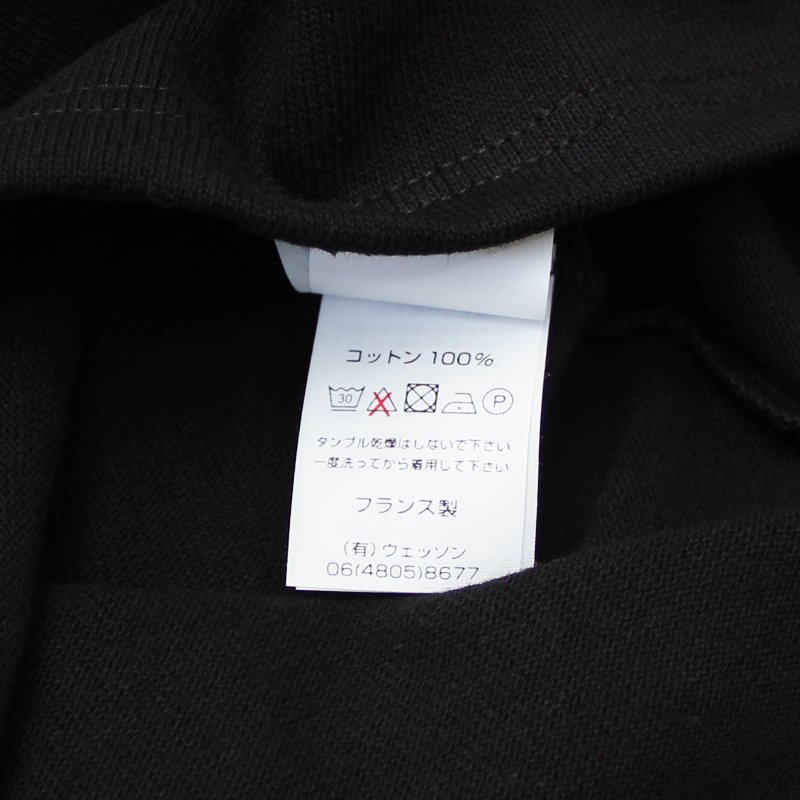 コットン 100%
30 P
タンブル乾燥はしないで下さい
一度洗ってから着用して下さい
フランス製
(有)ウェッソン
06(4805)8677